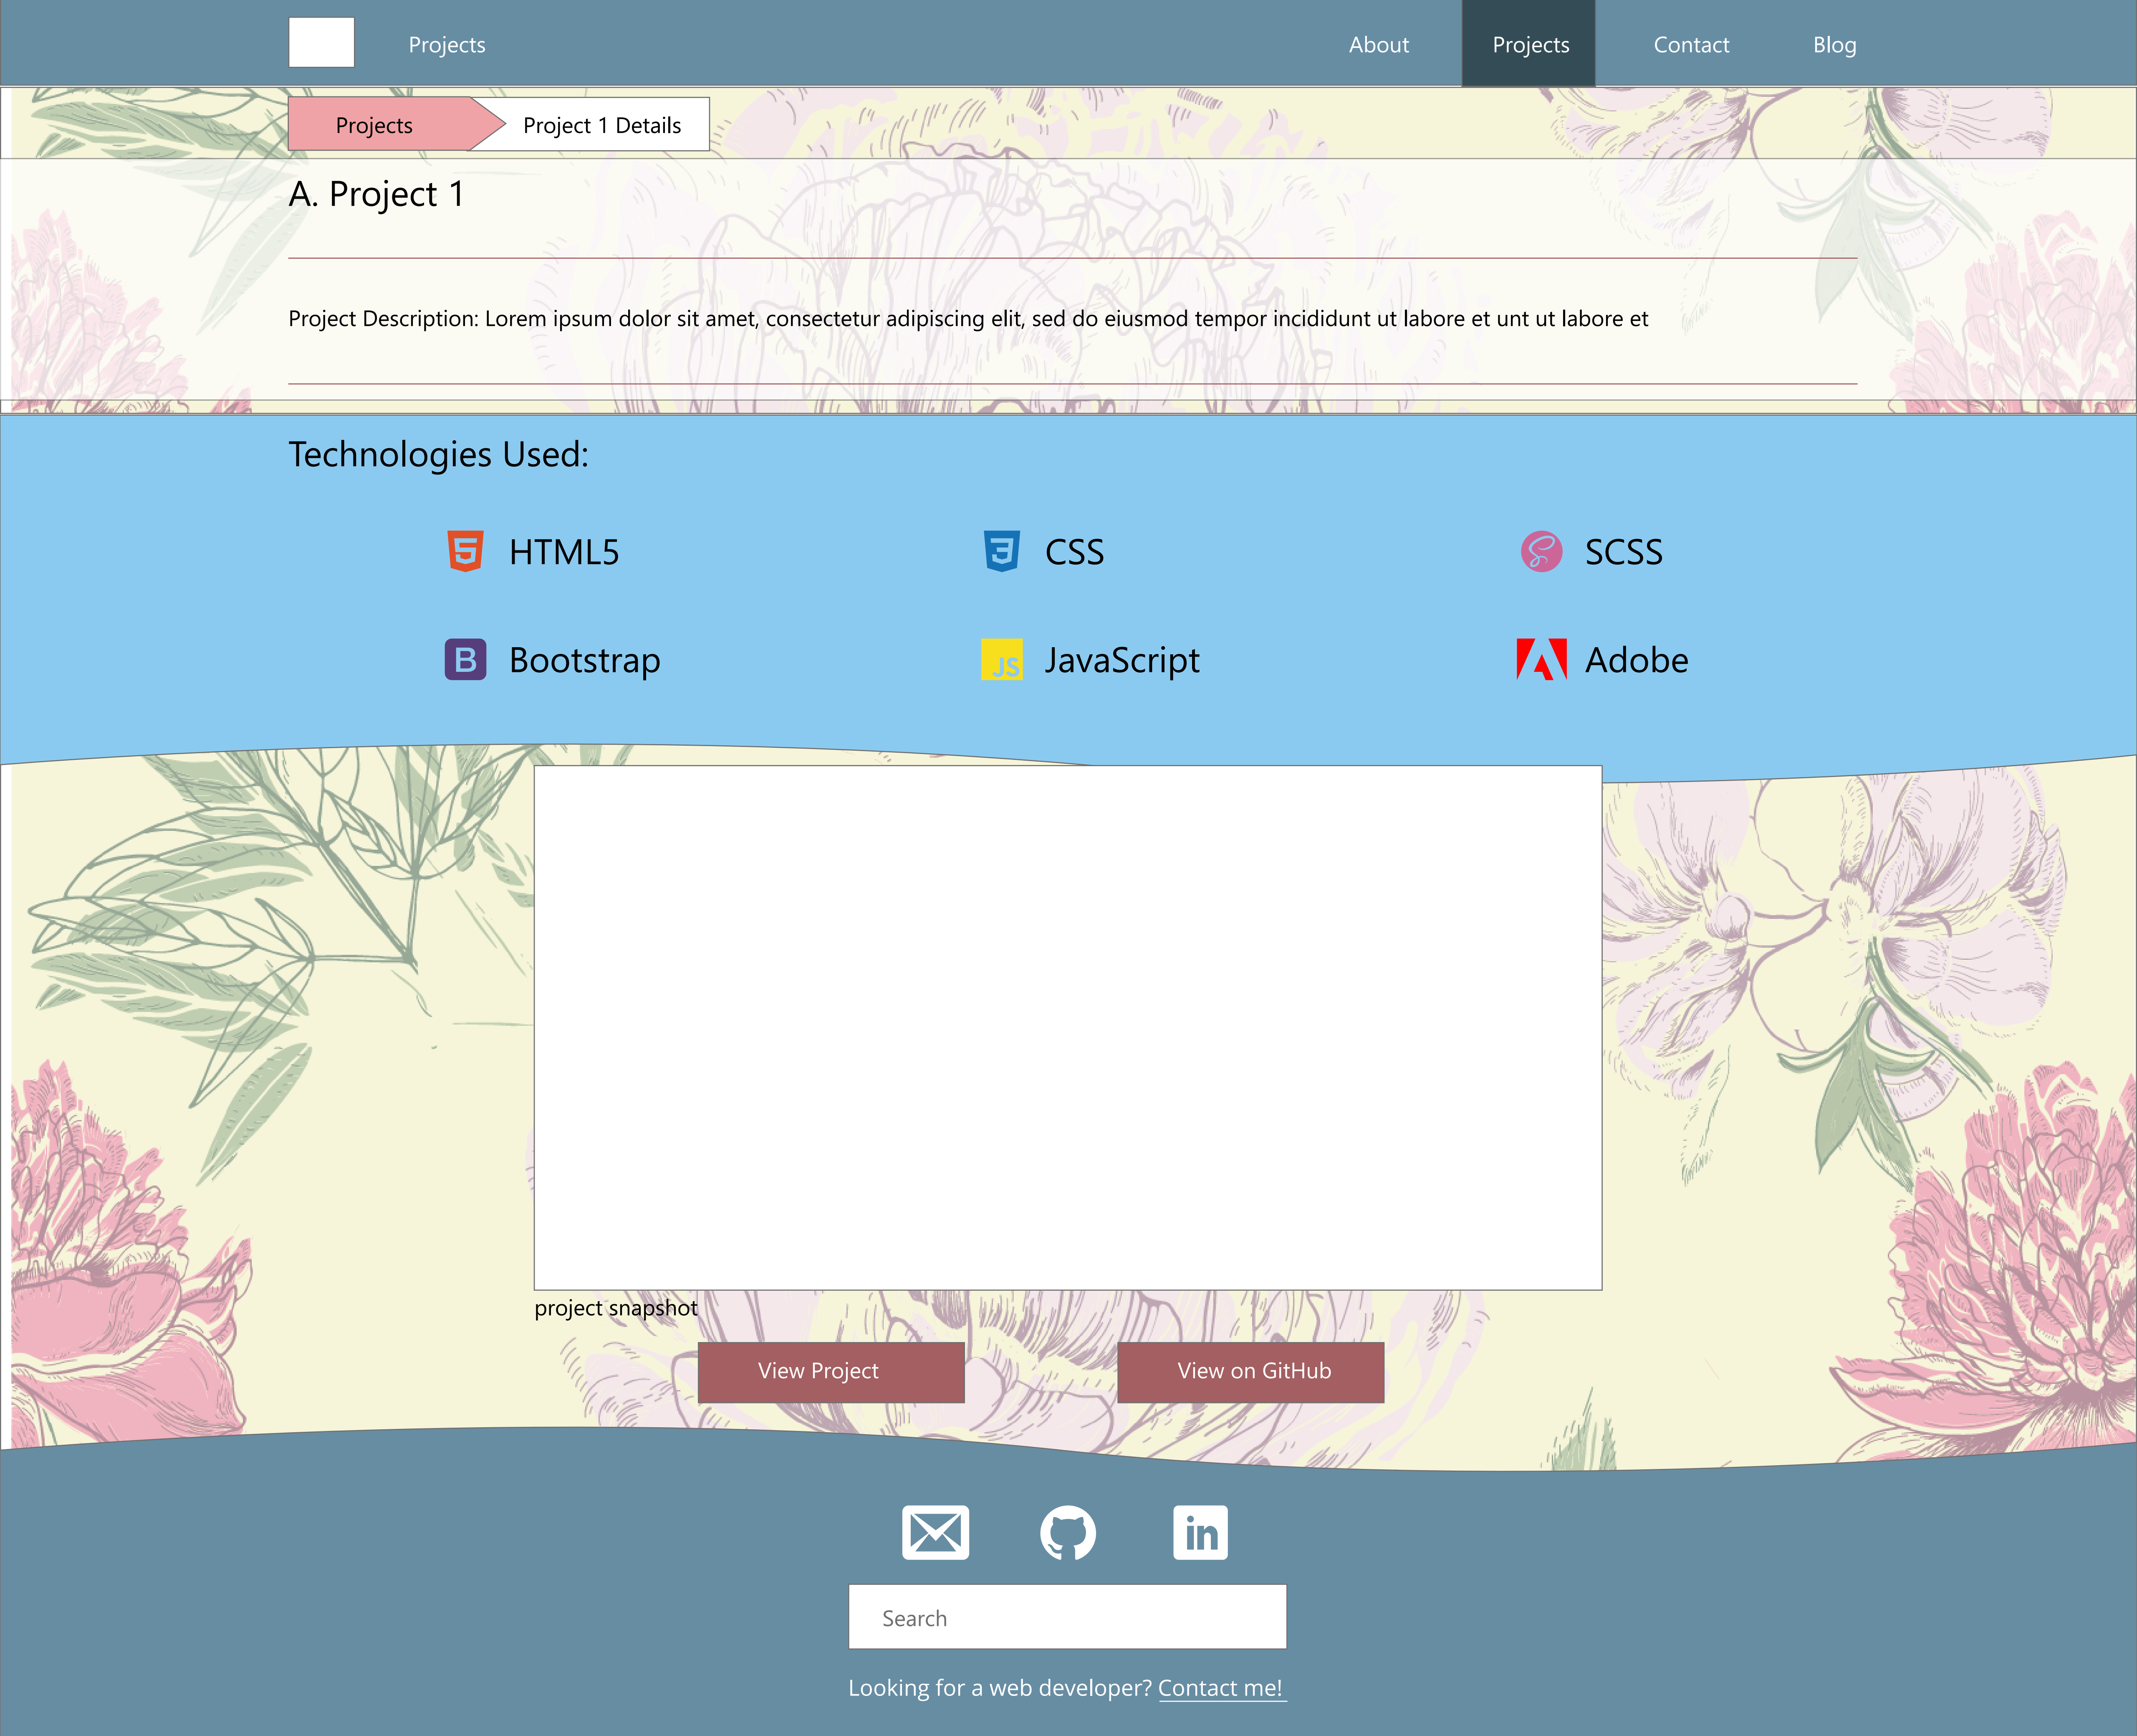 Projects
About
Projects
Contact
Blog
Projects
Project 1 Details
A. Project 1
Project Description: Lorem ipsum dolor sit amet, consectetur adipiscing elit, sed do eiusmod tempor incididunt ut labore et unt ut labore et
Technologies Used:
HTML5
CSS
SCSS
B
Bootstrap
JS
JavaScript
Adobe
project snapshot
View Project
View on GitHub
in
Search
Looking for a web developer? Contact me!